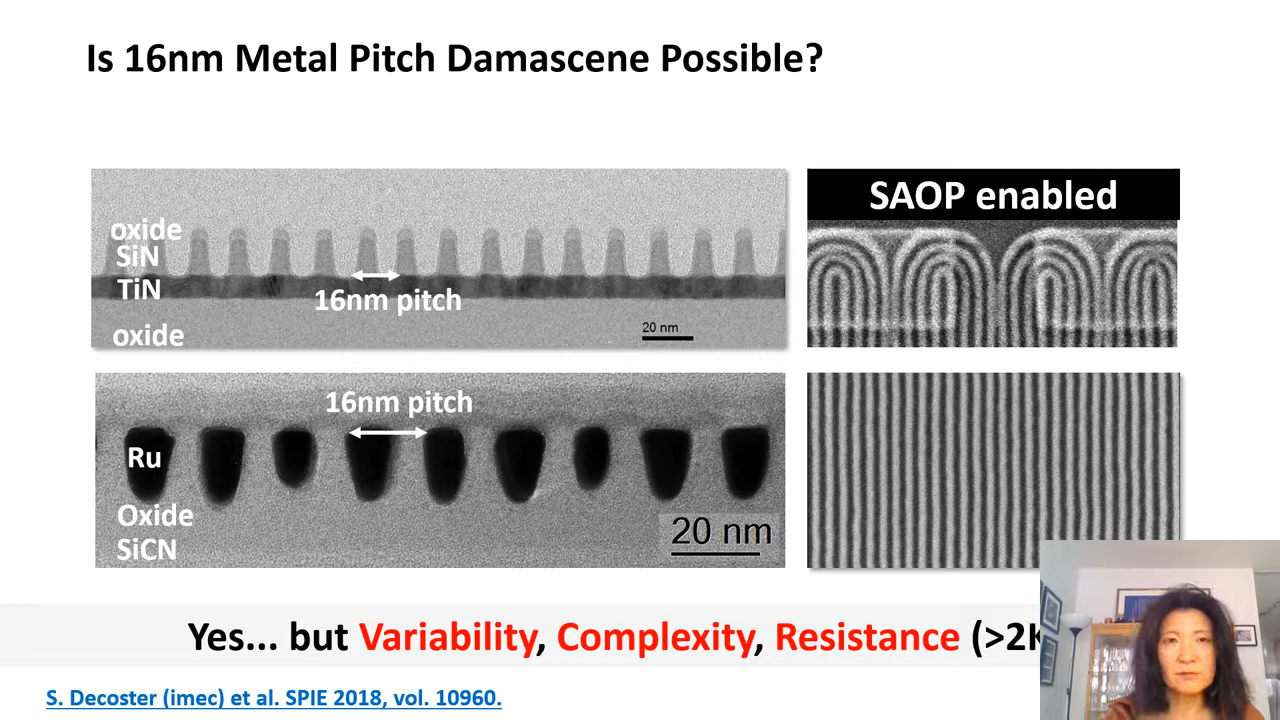 Is 16nm Metal Pitch Damascene Possible?
oxide
SiN
TiN
oxide
16nm pitch
20 nm
SAOP enabled
16nm pitch
Ru
Oxide
SiCN
20 nm
Yes... but Variability, Complexity, Resistance (>2
S. Decoster (imec) et al. SPIE 2018, vol. 10960.